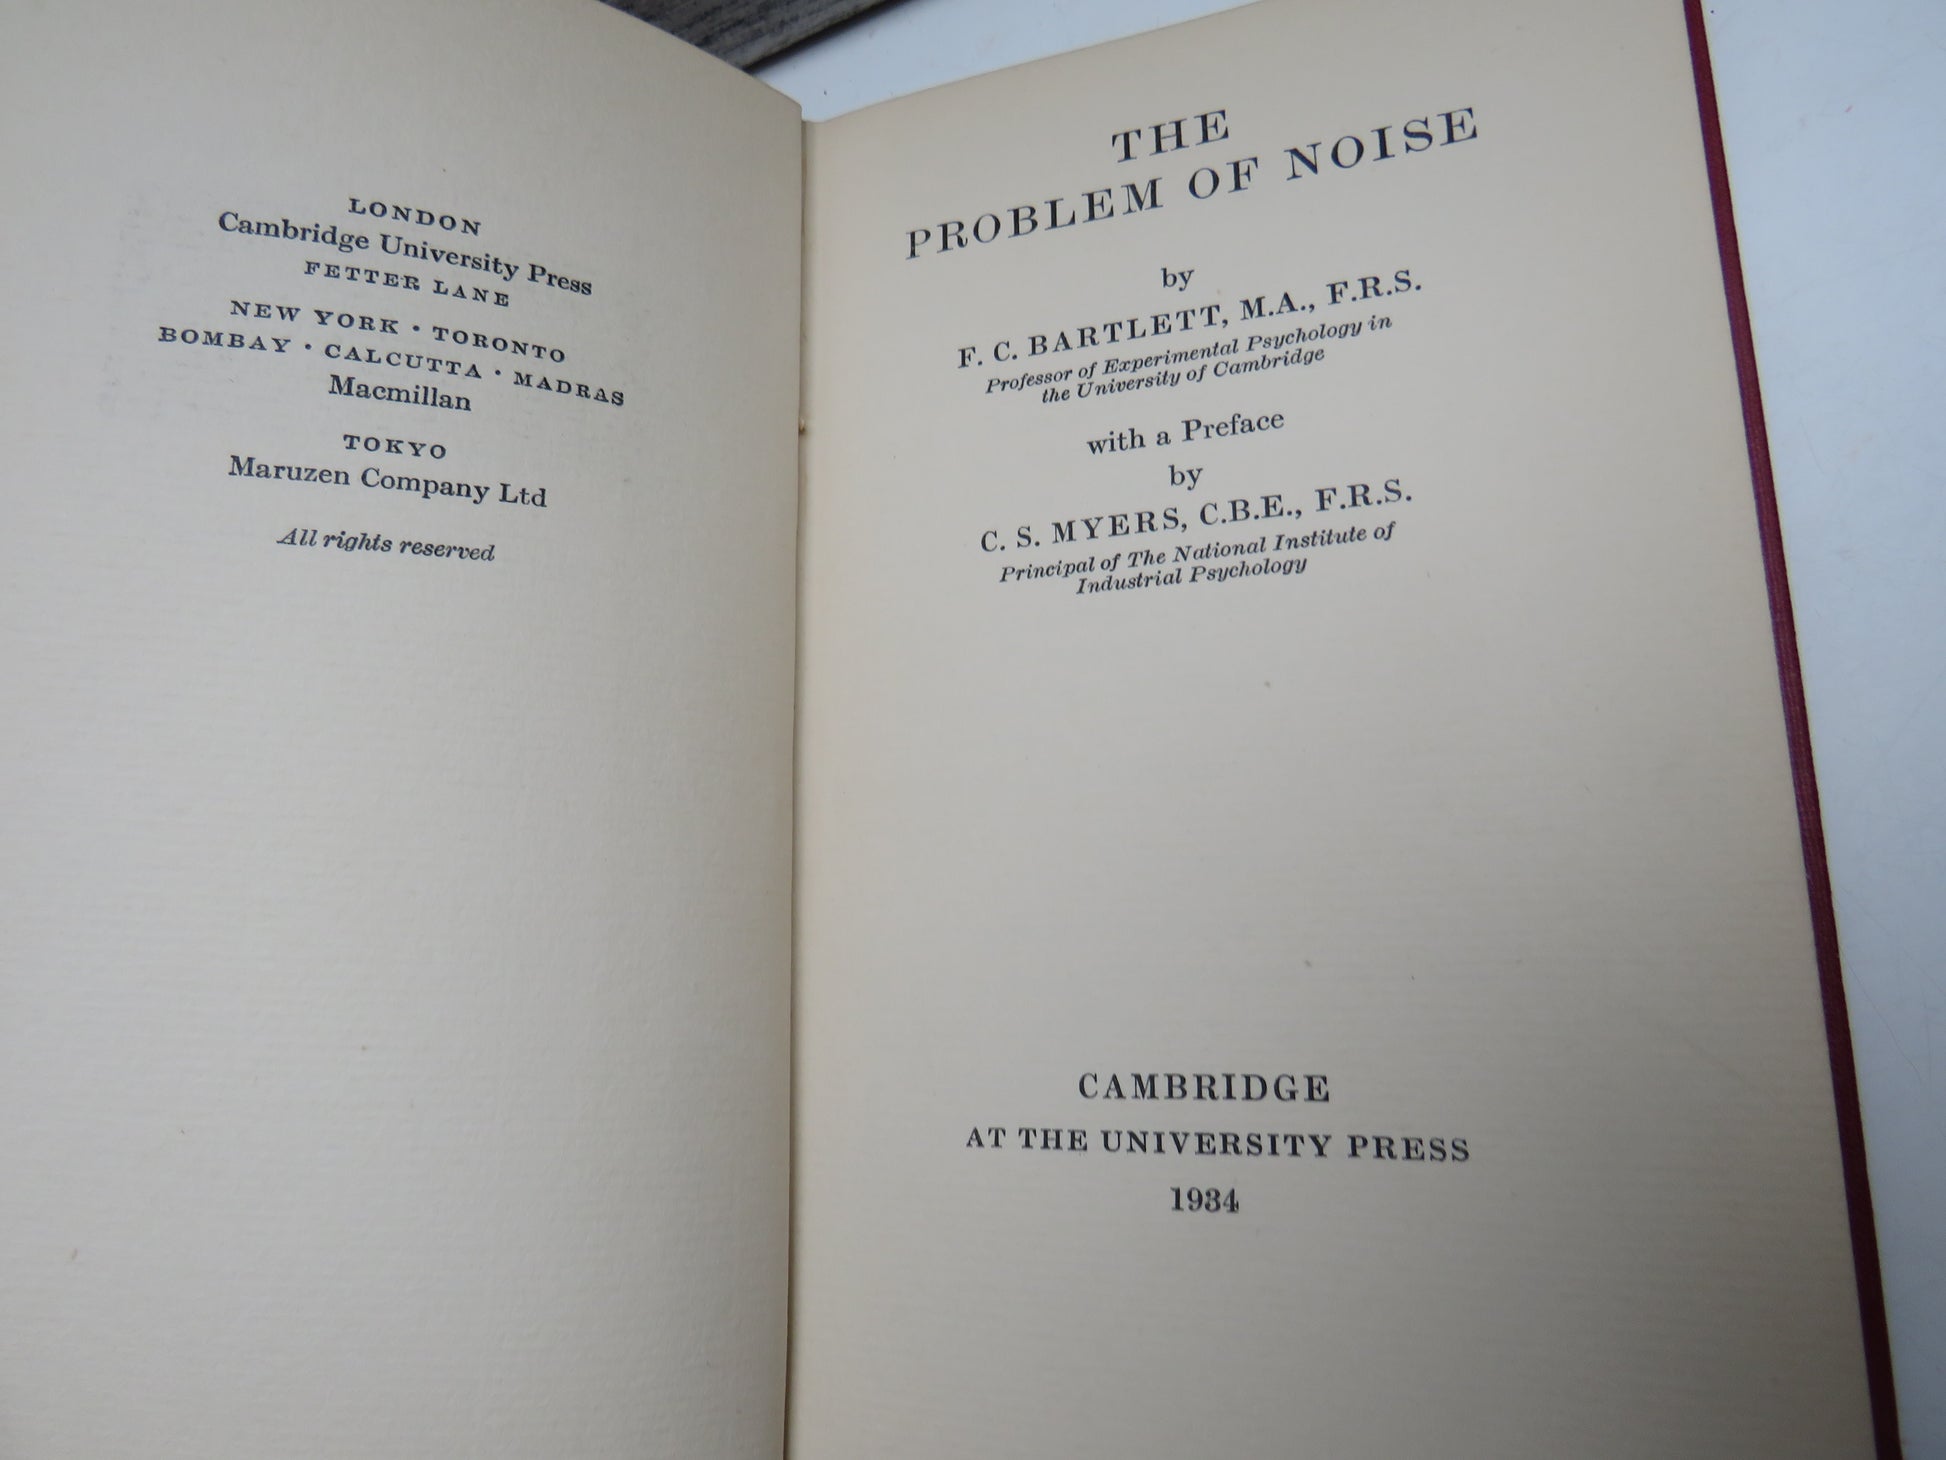 LONDON
Cambridge University Press
FETTER LANE
NEW YORK · TORONTO
BOMBAY · CALCUTTA · MADRAS
Macmillan
TOKYO
Maruzen Company Ltd
All rights reserved
THE
PROBLEM OF NOISE
by
F. C. BARTLETT, M.A., F.R.S.
Professor of Experimental Psychology in
the University of Cambridge
with a Preface
by
C. S. MYERS, C.B.E., F.R.S.
Principal of The National Institute of
Industrial Psychology
CAMBRIDGE
AT THE UNIVERSITY PRESS
1934